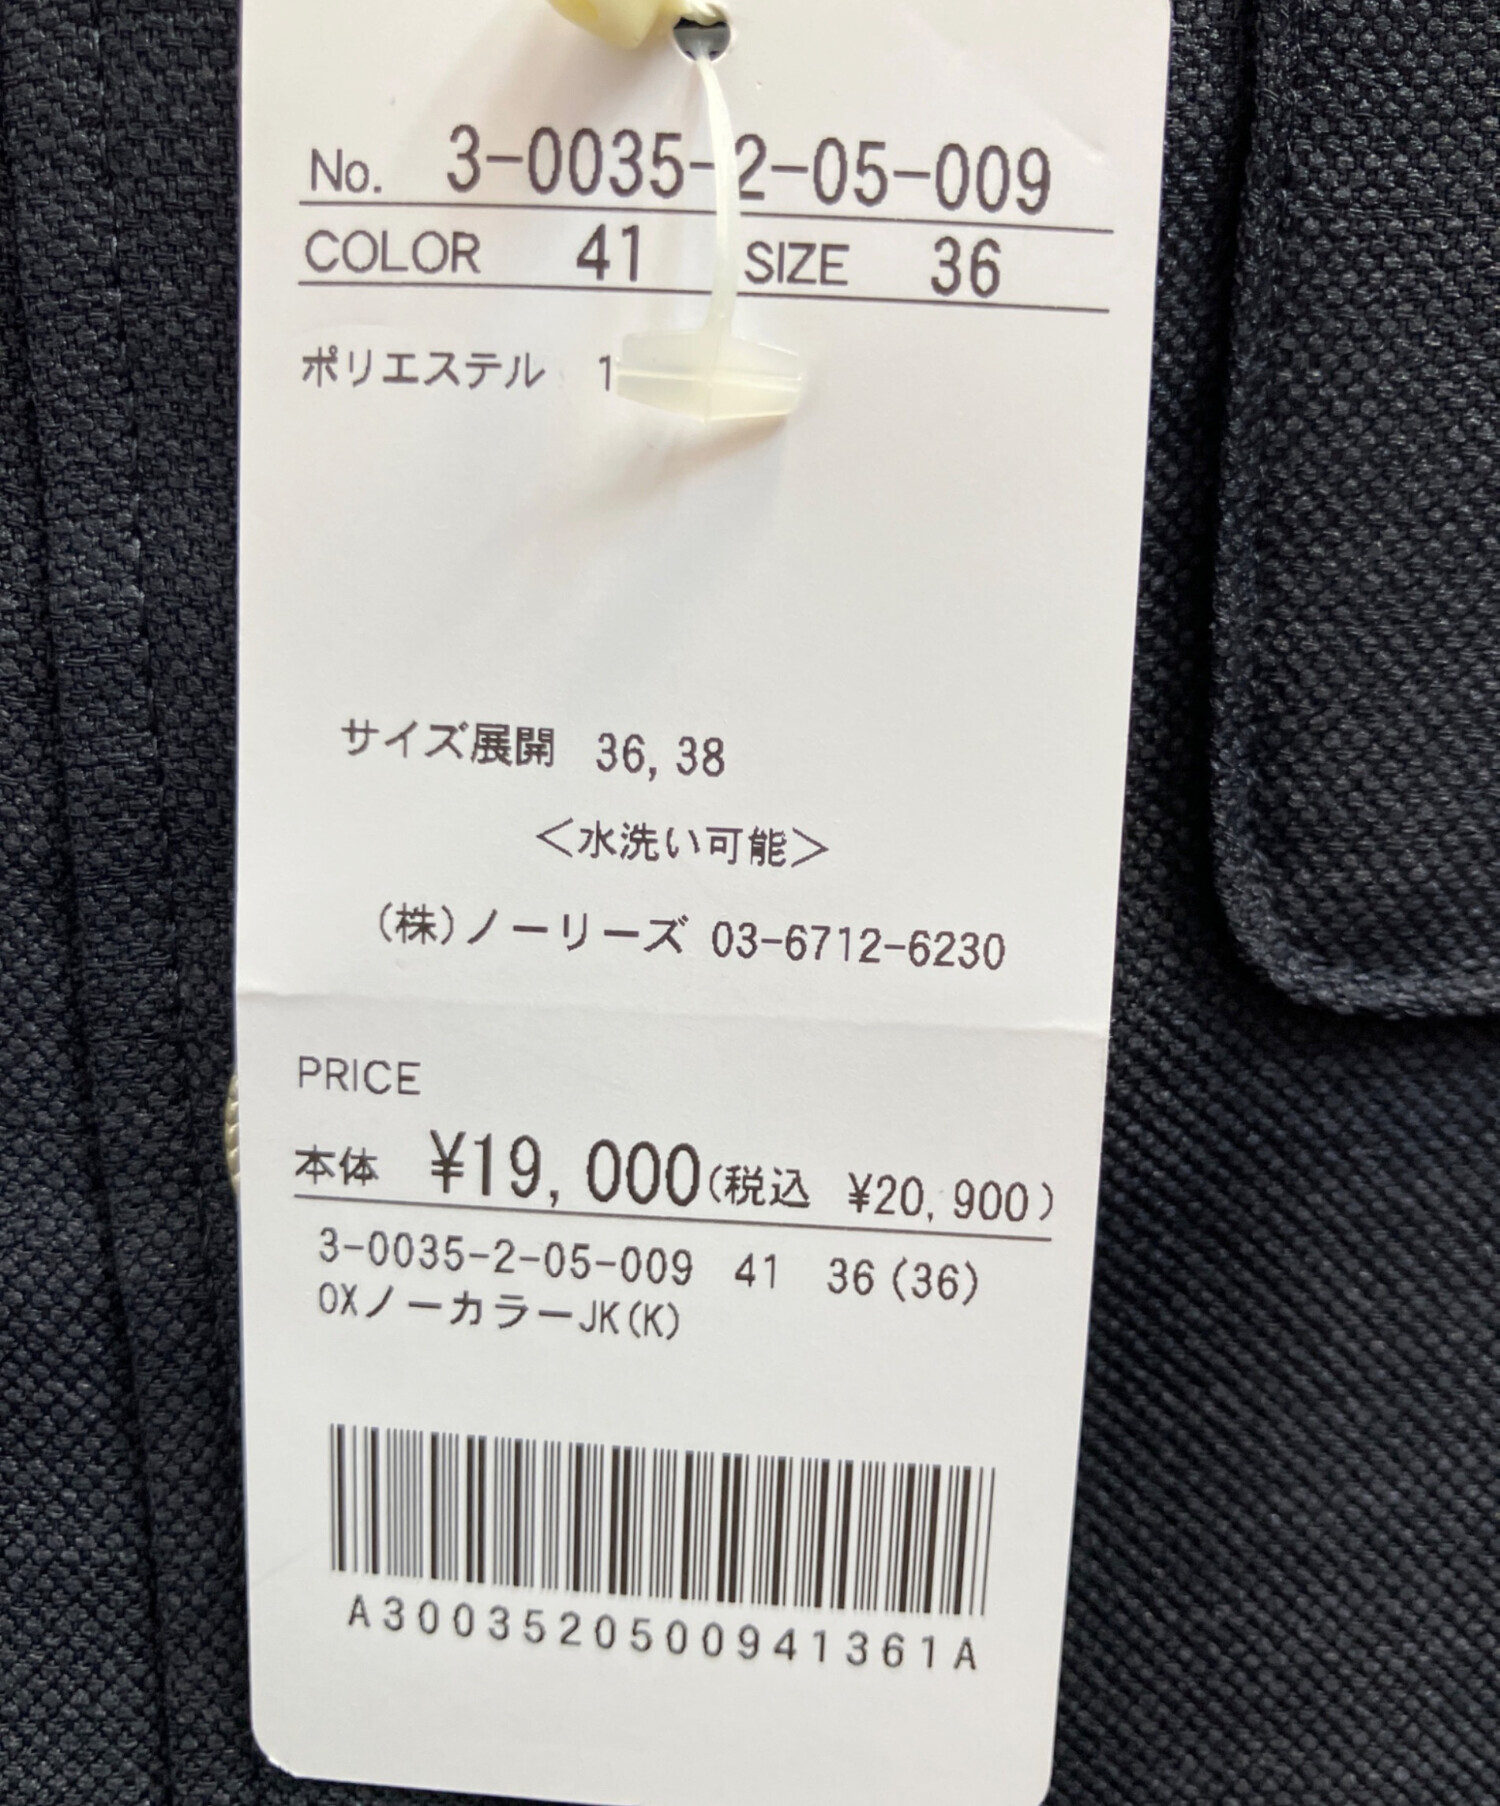 No. 3-0035-2-05-009
COLOR 41 SIZE 36
ポリエステル 1
サイズ展開 36, 38
<水洗い可能>
(株)ノーリーズ 03-6712-6230
PRICE
本体 ¥19, 000(税込 ¥20, 900)
3-0035-2-05-009 41 36 (36)
OXノーカラーJK(K)
A300352050094​1361A